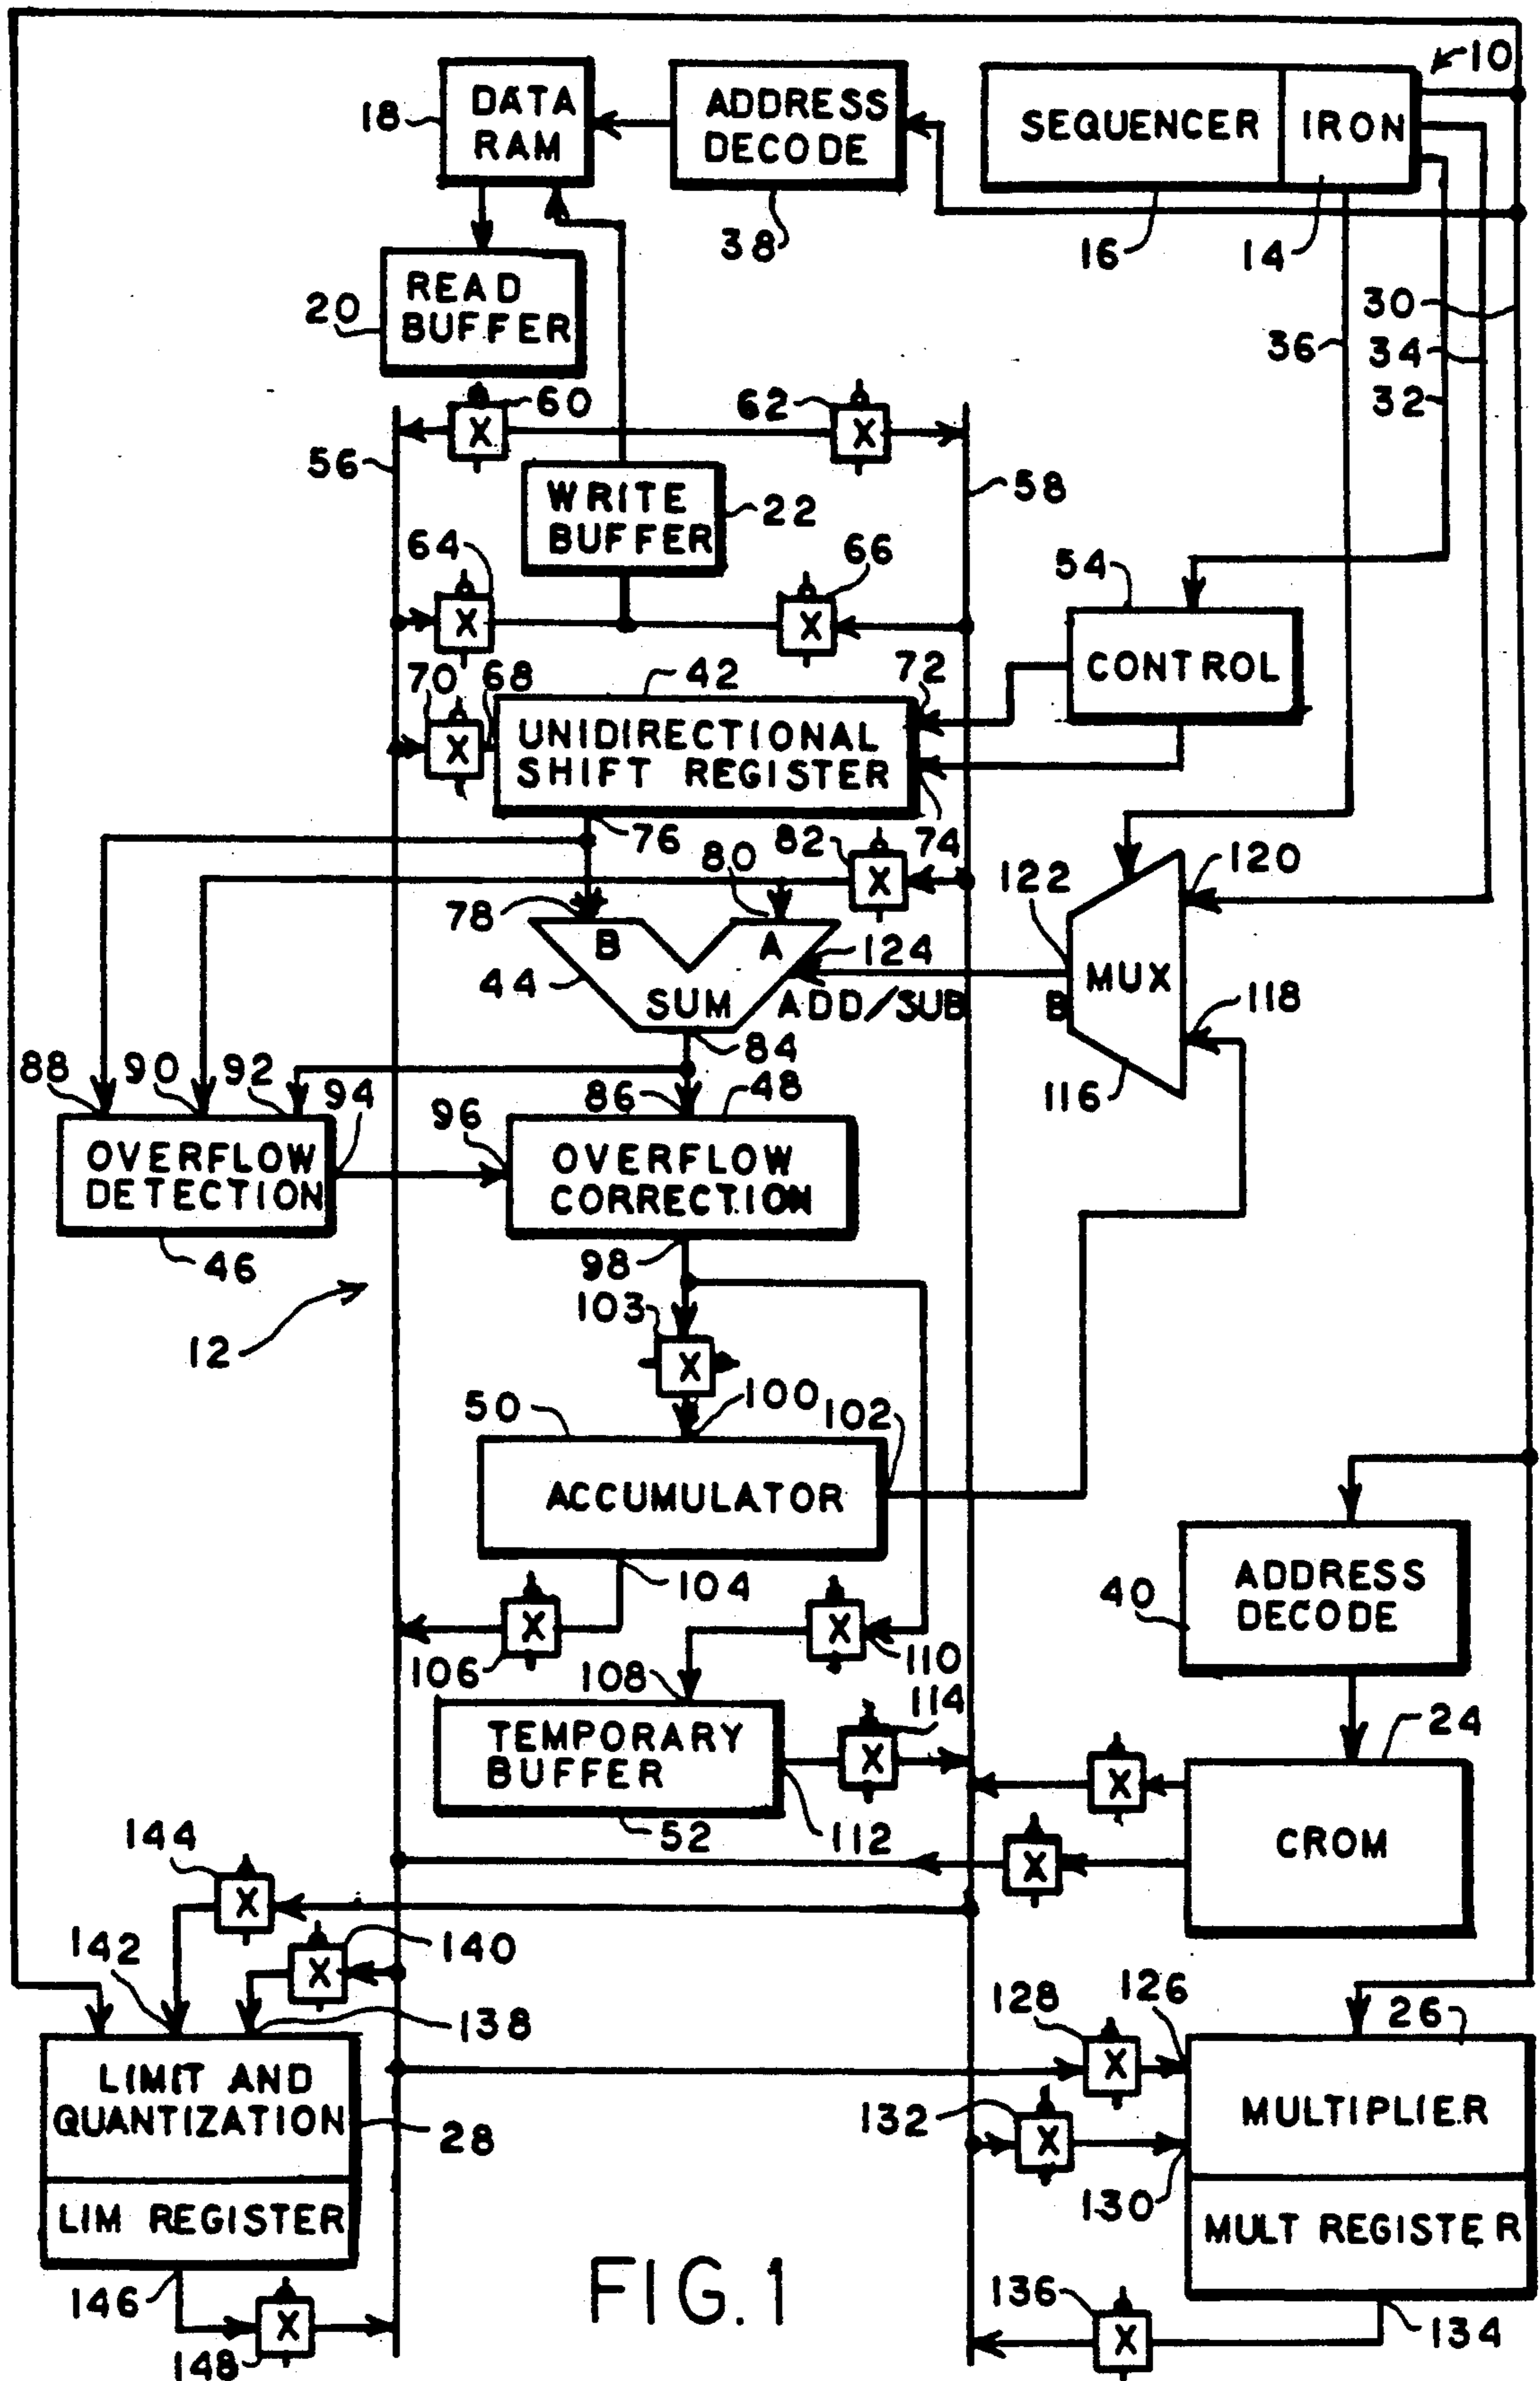 10
18
DATA
RAM
ADDRESS
DECODE
38
SEQUENCER
IRON
16
14
20
READ
BUFFER
30
36
34
32
60
62
56
58
WRITE
BUFFER
22
64
66
54
CONTROL
70
68
42
72
UNIDIRECTIONAL
SHIFT REGISTER
76
82
74
80
78
122
120
B
A
124
44
SUM
ADD/SUB
B
MUX
118
84
116
88
90
92
94
86
48
96
OVERFLOW
DETECTION
OVERFLOW
CORRECTION
46
98
12
103
X
50
100
102
ACCUMULATOR
104
40
ADDRESS
DECODE
X
X
106
108
110
114
TEMPORARY
BUFFER
X
52
112
24
X
CROM
X
144
X
142
X
140
138
128
126
26
LIMIT AND
QUANTIZATION
28
X
132
X
MULTIPLIER
130
LIM REGISTER
MULT REGISTER
146
X
148
FIG.1
136
X
134
X
X
X
X
X
X